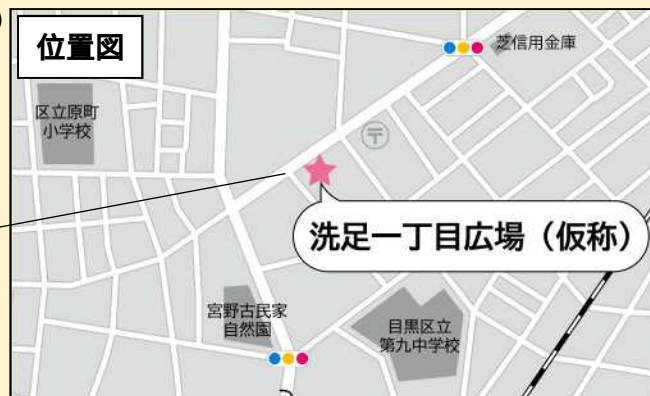 位置図
芝信用金庫
区立原町
小学校
〒
洗足一丁目広場（仮称）
宮野古民家
自然園
目黒区立
第九中学校